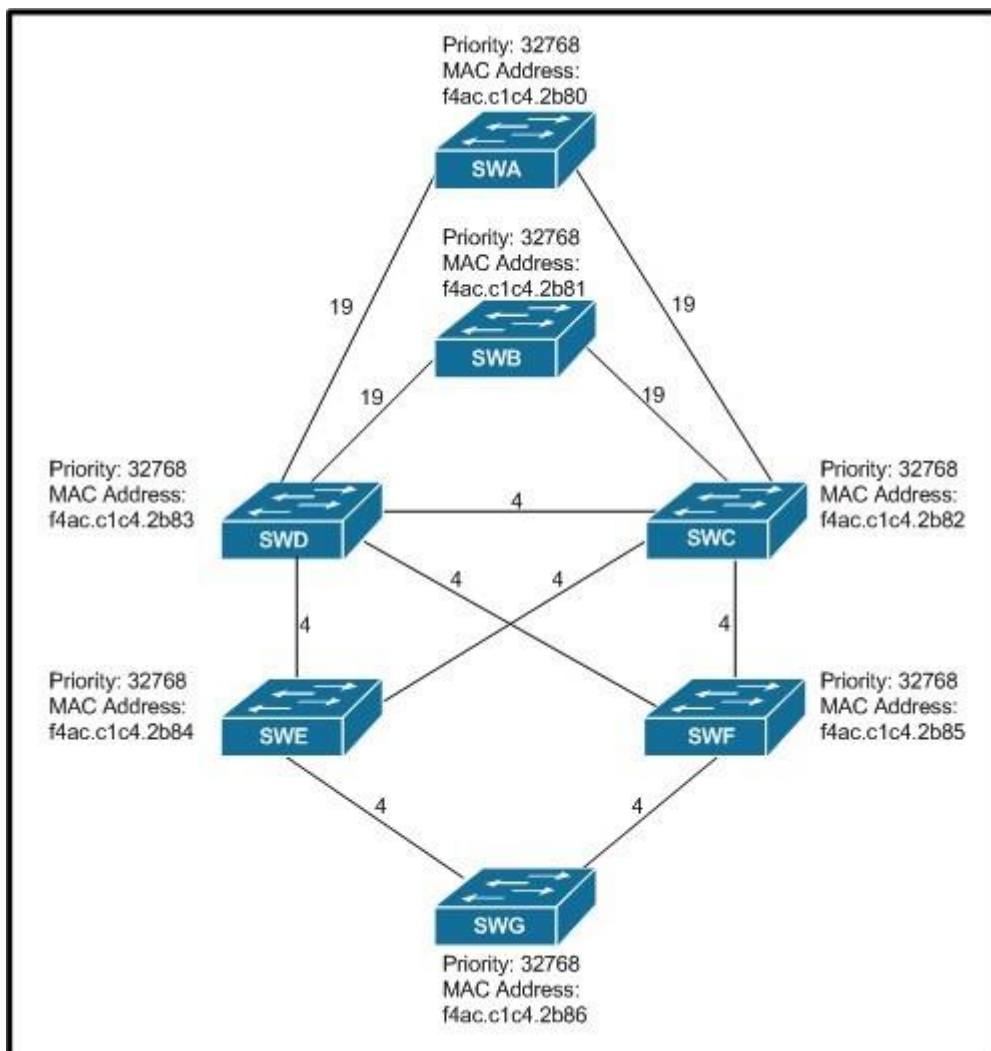 Priority: 32768
MAC Address:
f4ac.c1c4.2b80
SWA
Priority: 32768
MAC Address:
f4ac.c1c4.2b81
19
19
SWB
19
19
Priority: 32768
MAC Address:
f4ac.c1c4.2b83
SWD
4
Priority: 32768
MAC Address:
f4ac.c1c4.2b82
SWC
4
4
4
4
Priority: 32768
MAC Address:
f4ac.c1c4.2b84
SWE
Priority: 32768
MAC Address:
f4ac.c1c4.2b85
SWF
4
4
SWG
Priority: 32768
MAC Address:
f4ac.c1c4.2b86